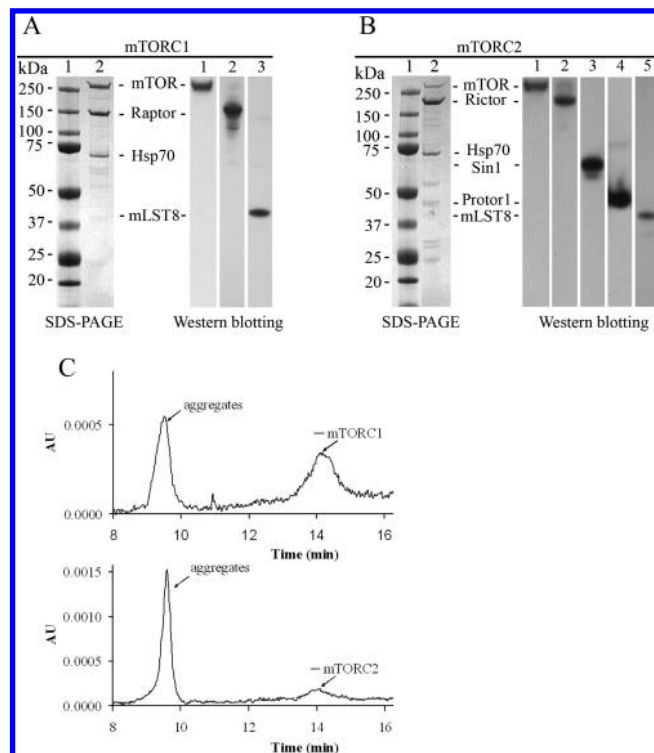 A
mTORC1
kDa 1 2 1 2 3
250 - - mTOR -
150 - - Raptor -
100 -
75 - - Hsp70
50 -
37 - - mLST8 -
25 -
20 -
SDS-PAGE Western blotting
B
mTORC2
kDa 1 2 1 2 3 4 5
250 - - mTOR -
- Rictor -
150 -
100 -
75 - - Hsp70
Sin1 -
50 - - Protor1 -
37 - - mLST8 -
25 -
20 -
SDS-PAGE Western blotting
C
aggregates
mTORC1
AU
0.0005
0.0000
8 10 12 14 16
Time (min)
aggregates
mTORC2
AU
0.0015
0.0010
0.0005
0.0000
8 10 12 14 16
Time (min)